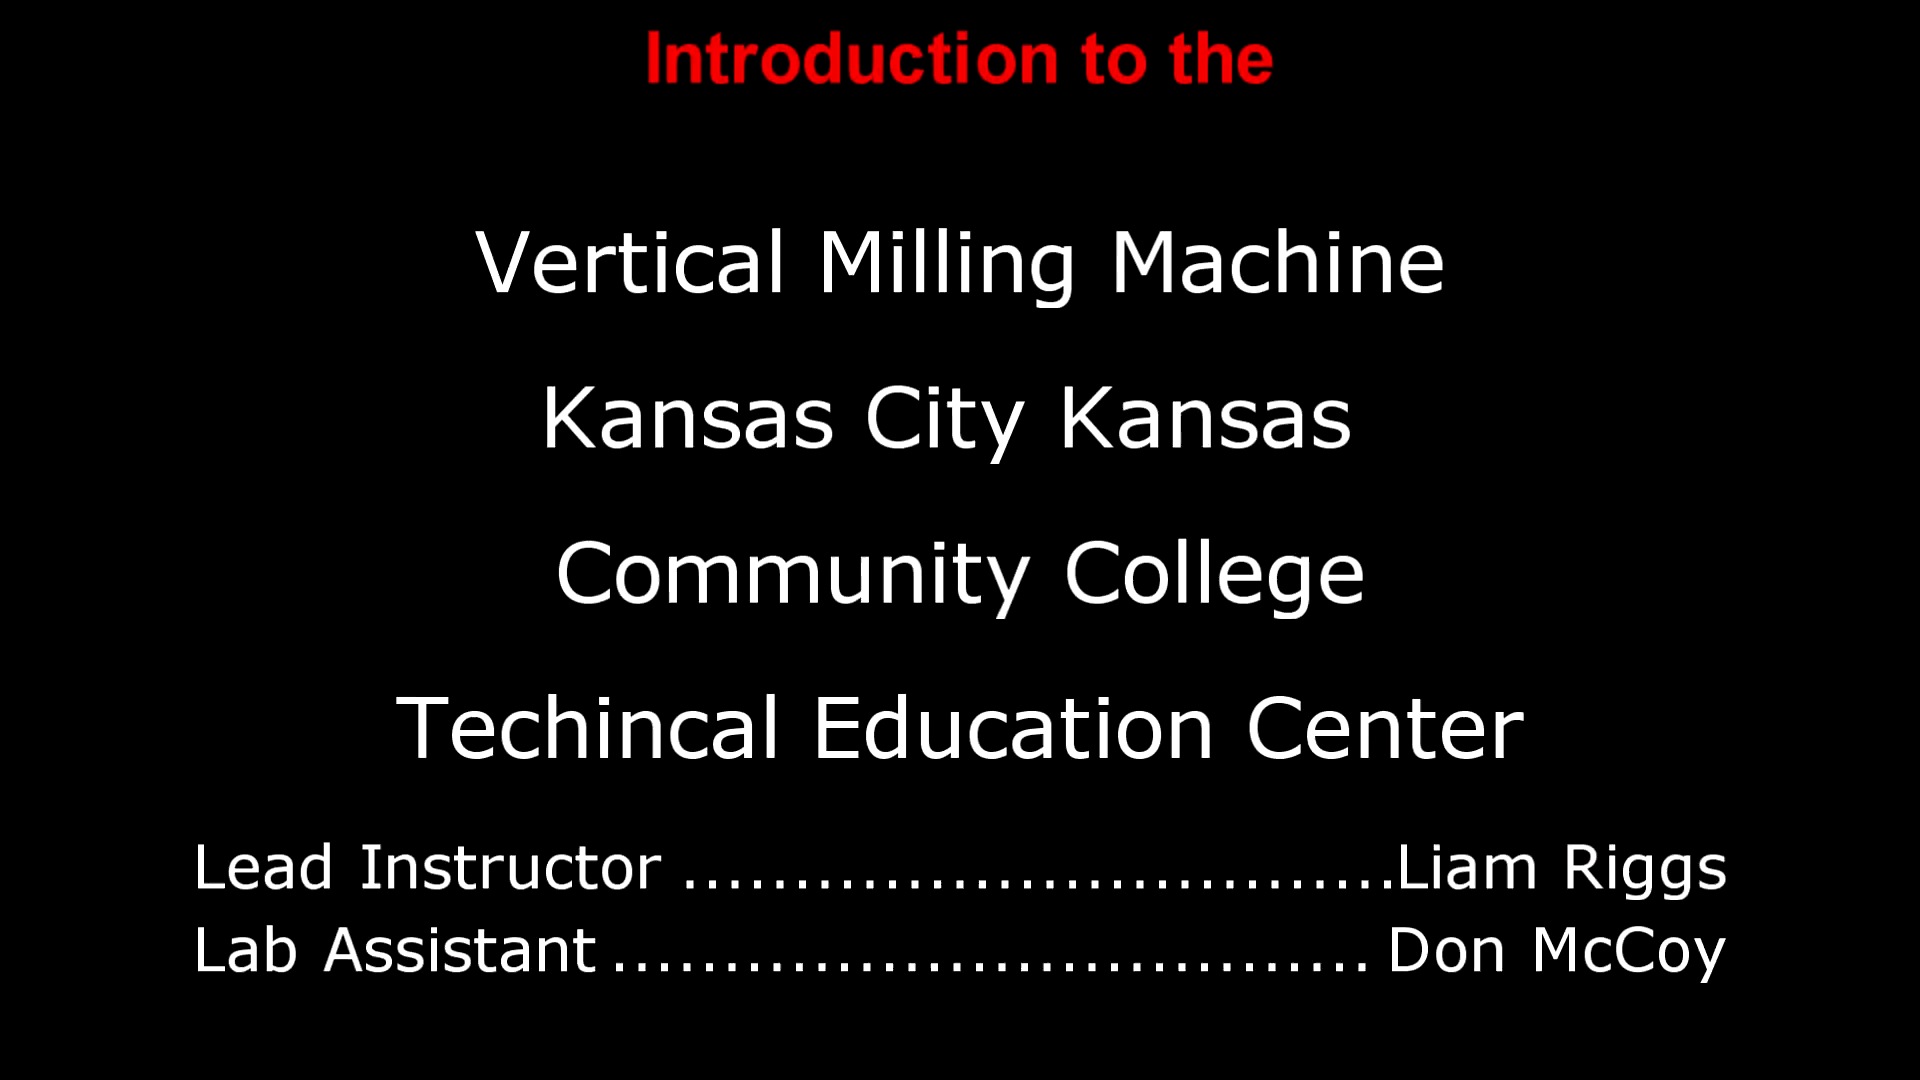 Introduction to the
Vertical Milling Machine
Kansas City Kansas
Community College
Techincal Education Center
Lead Instructor ................................Liam Riggs
Lab Assistant .................................. Don McCoy